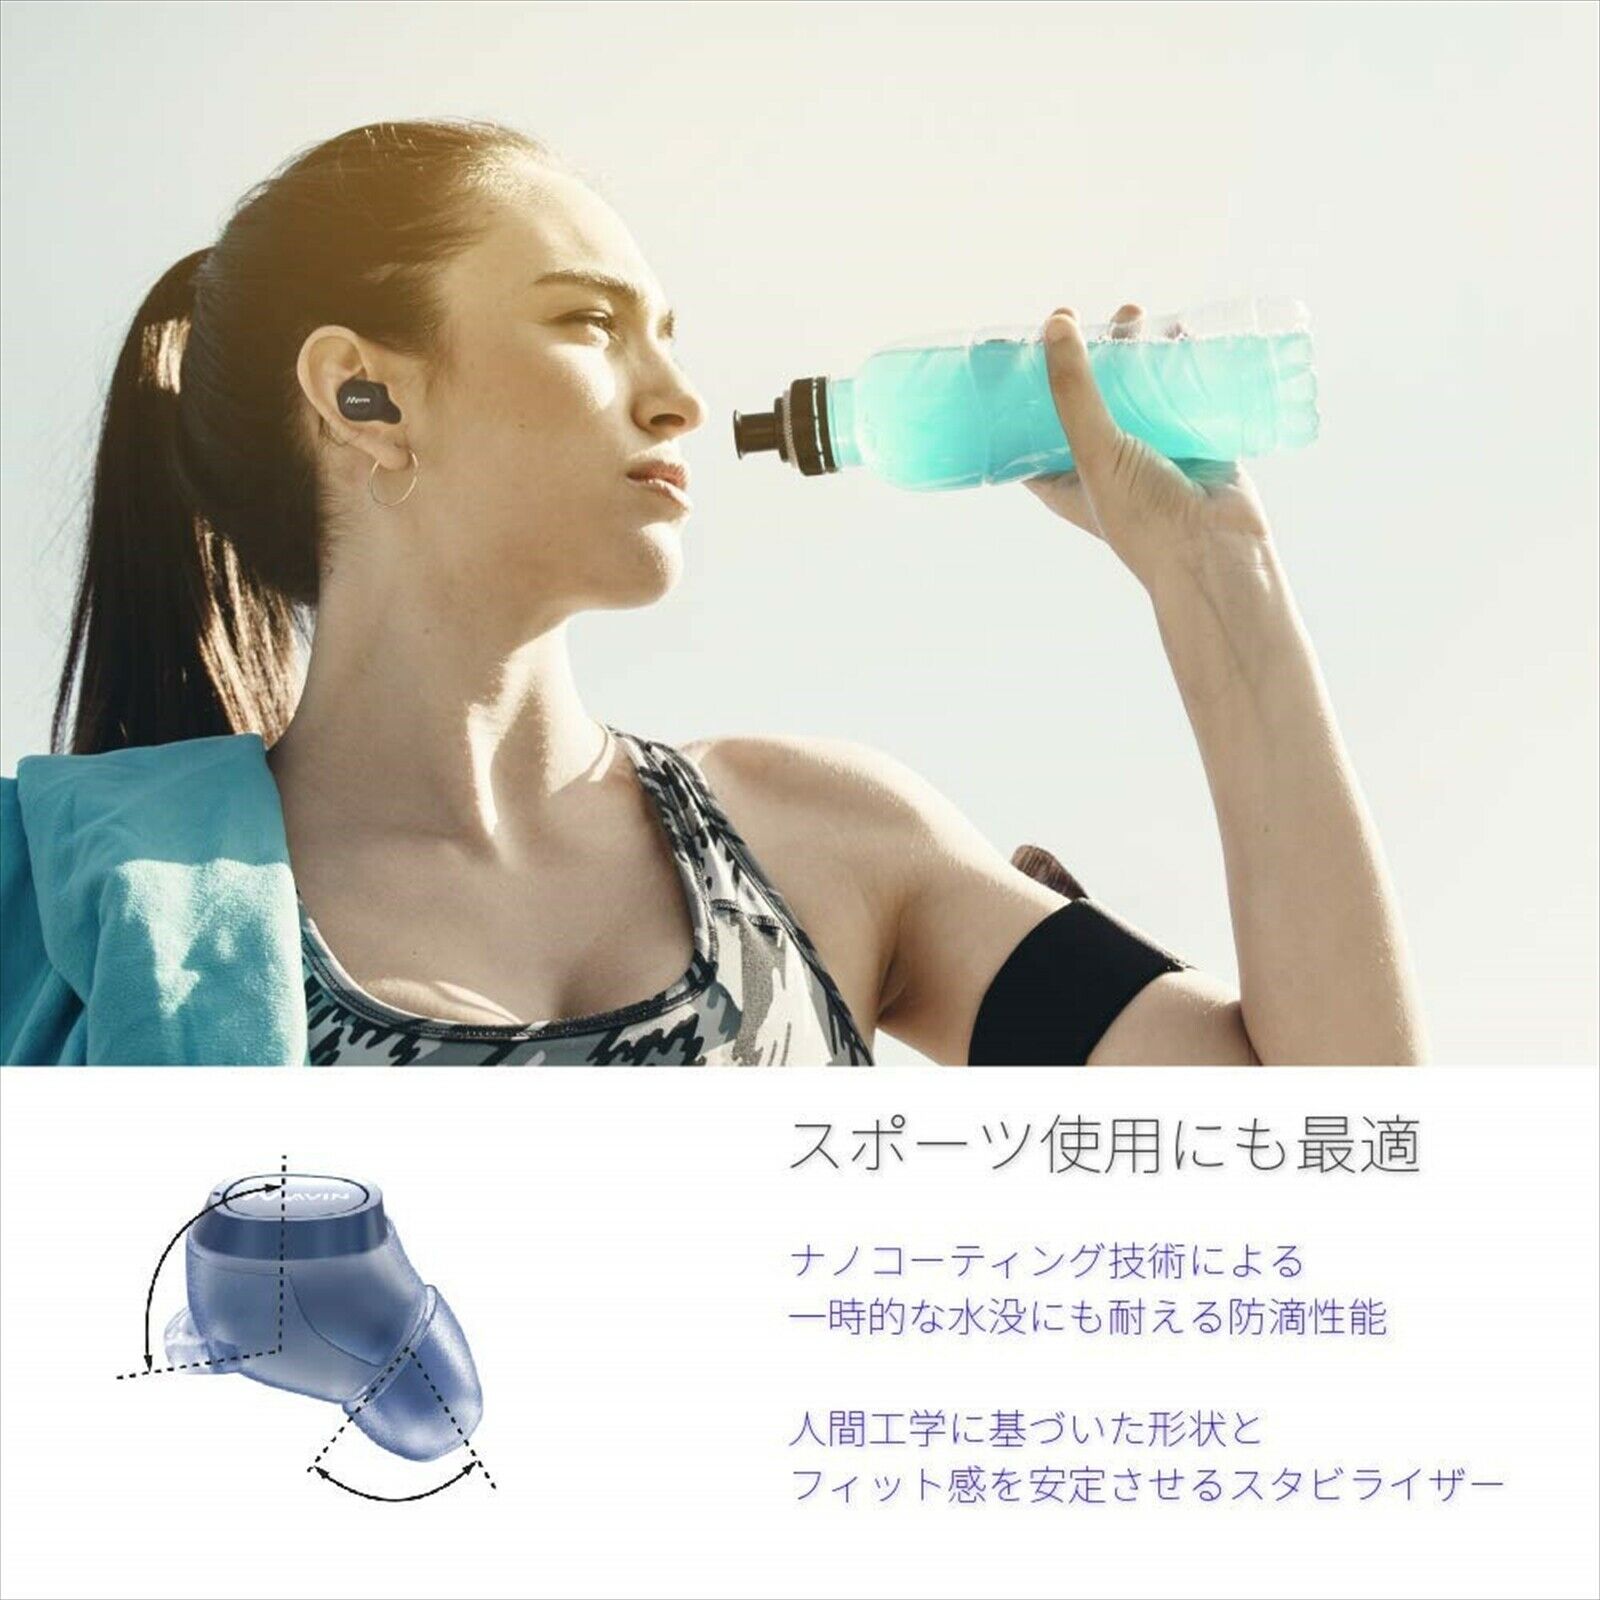 Mavin
スポーツ使用にも最適
MAVIN
ナノコーティング技術による
一時的な水没にも耐える防滴性能
人間工学に基づいた形状と
フィット感を安定させるスタビライザー